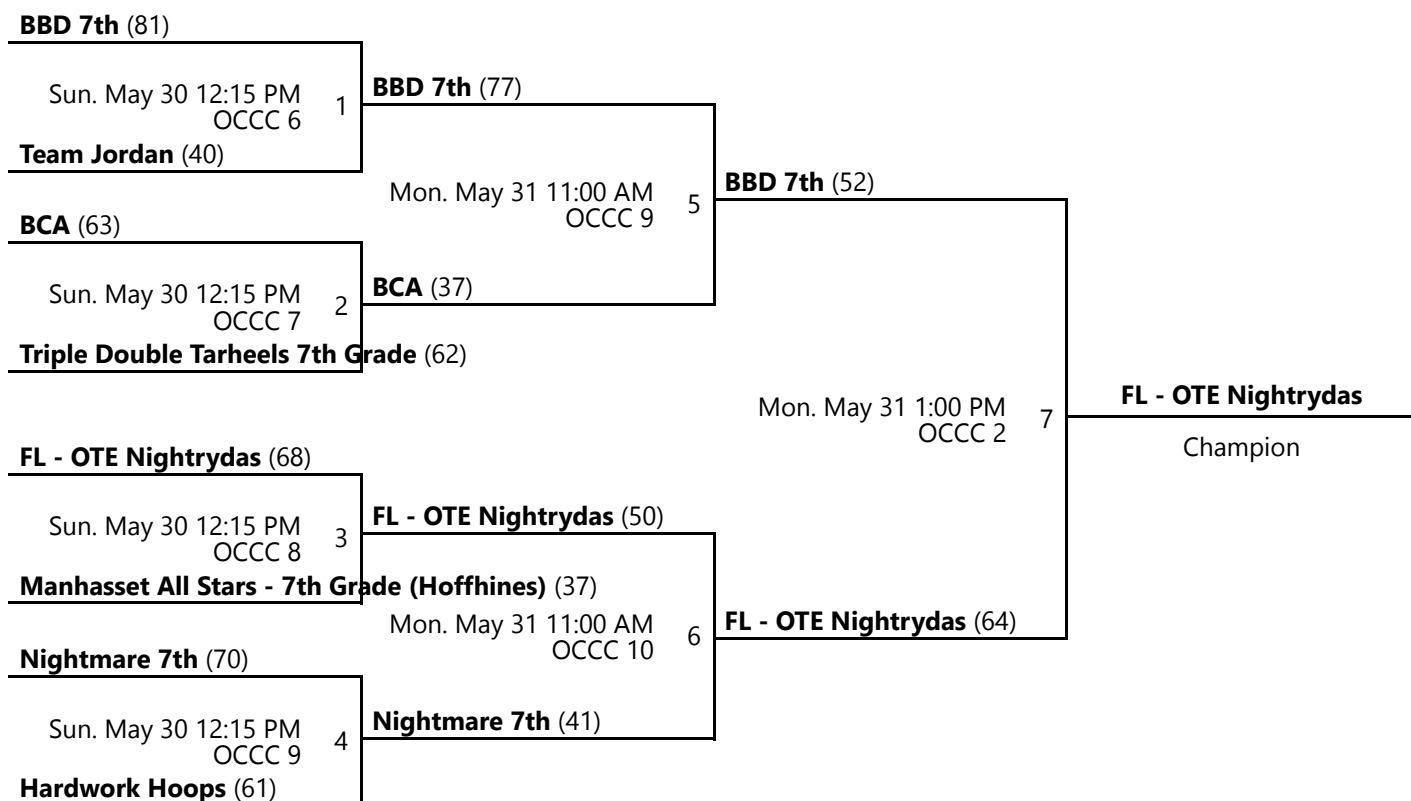 BBD 7th (81)
Sun. May 30 12:15 PM
OCCC 6
1
Team Jordan (40)
BCA (63)
Sun. May 30 12:15 PM
OCCC 7
2
Triple Double Tarheels 7th Grade (62)
FL - OTE Nightrydas (68)
Sun. May 30 12:15 PM
OCCC 8
3
Manhasset All Stars - 7th Grade (Hoffhines) (37)
Nightmare 7th (70)
Sun. May 30 12:15 PM
OCCC 9
4
Hardwork Hoops (61)
BBD 7th (77)
Mon. May 31 11:00 AM
OCCC 9
5
BCA (37)
FL - OTE Nightrydas (50)
Mon. May 31 11:00 AM
OCCC 10
6
Nightmare 7th (41)
BBD 7th (52)
Mon. May 31 1:00 PM
OCCC 2
7
FL - OTE Nightrydas (64)
FL - OTE Nightrydas
Champion